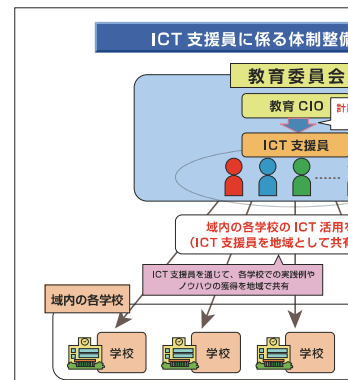 ICT 支援員に係る体制整備
教育委員会
教育 CIO
計
ICT 支援員
域内の各学校の ICT 活用を
(ICT 支援員を地域として共有
ICT 支援員を通じて、各学校での実践例や
ノウハウの獲得を地域で共有
域内の各学校
学校
学校
学校